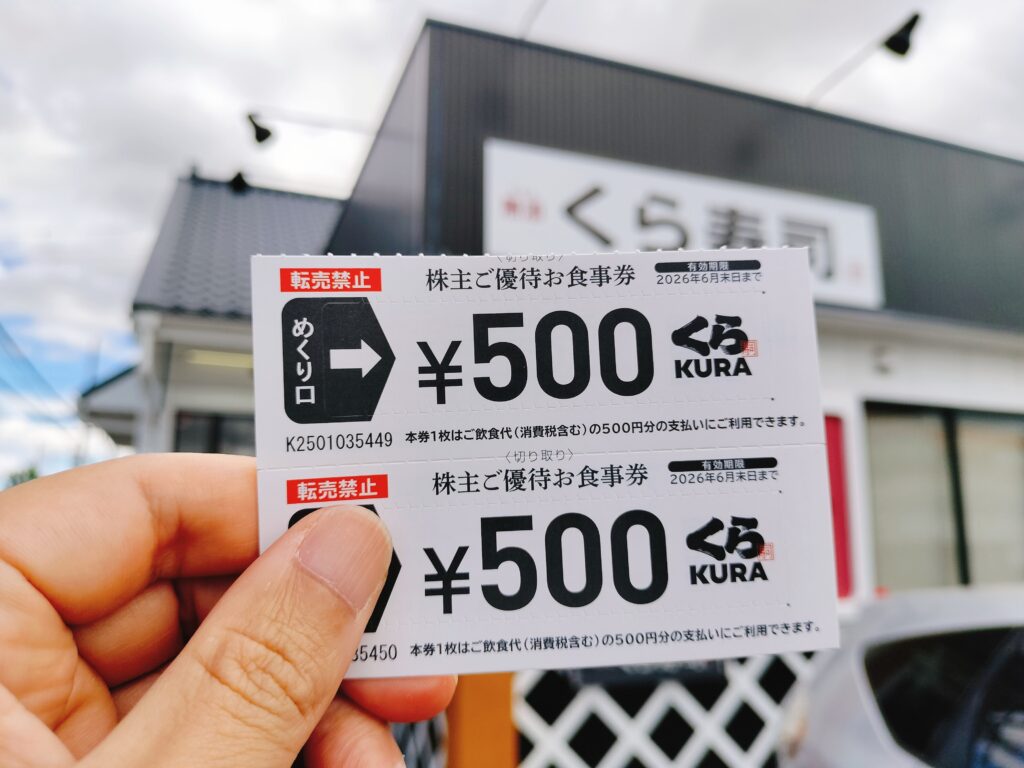 くら寿司
〈切り取り〉
転売禁止
株主ご優待お食事券
有効期限
2026年6月末日まで
めくり口
¥500
くら
KURA
K2501035449
本券1枚はご飲食代(消費税含む)の500円分の支払いにご利用できます。
〈切り取り〉
転売禁止
株主ご優待お食事券
有効期限
2026年6月末日まで
¥500
くら
KURA
35450
本券1枚はご飲食代(消費税含む)の500円分の支払いにご利用できます。